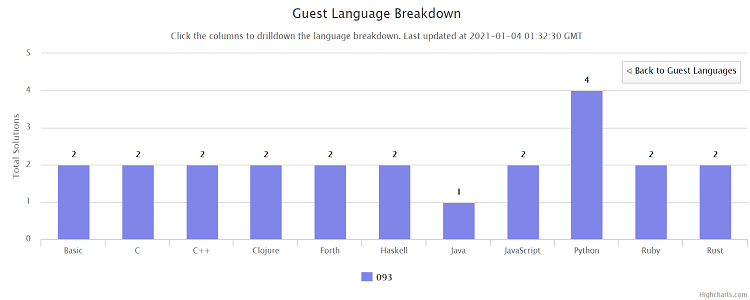 Guest Language Breakdown
Click the columns to drilldown the language breakdown. Last updated at 2021-01-04 01:32:30 GMT
◁ Back to Guest Languages
Total Solutions
5
4
3
2
1
0
2 2 2 2 2 2 1 2 4 2 2
Basic C C++ Clojure Forth Haskell Java JavaScript Python Ruby Rust
093
Highcharts.com